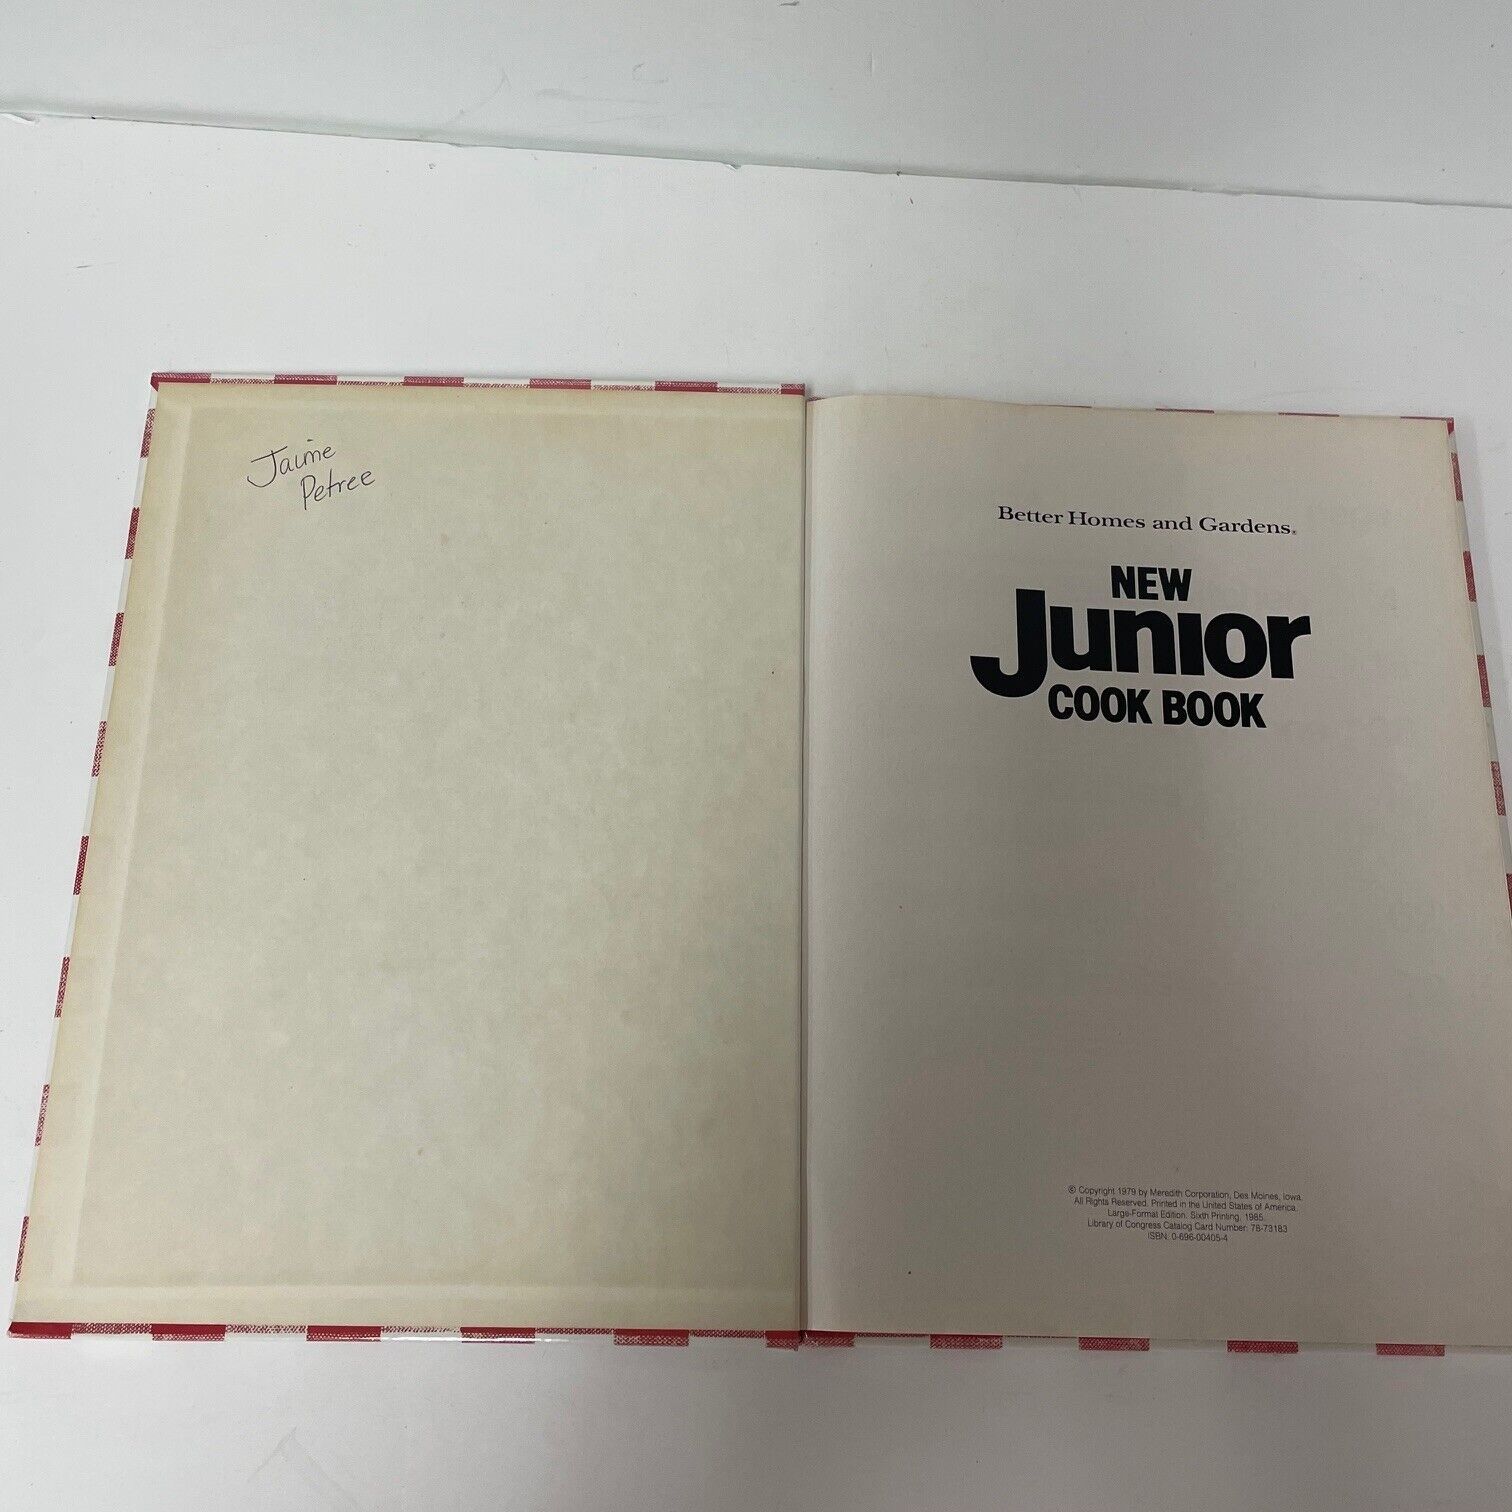 Jaime
Petree
Better Homes and Gardens®
NEW
Junior
COOK BOOK
© Copyright 1979 by Meredith Corporation, Des Moines, Iowa.
All Rights Reserved. Printed in the United States of America.
Large-Format Edition. Sixth Printing, 1985.
Library of Congress Catalog Card Number: 78-73183
ISBN: 0-696-00405-4